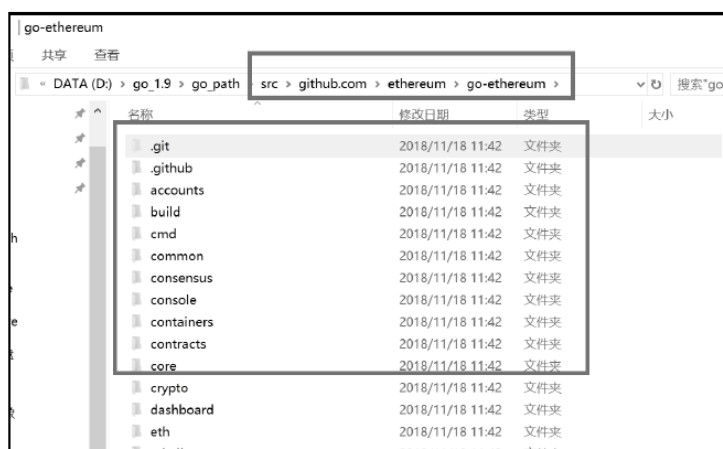 go-ethereum
共享 查看
« DATA (D:) > go_1.9 > go_path > src > github.com > ethereum > go-ethereum > 搜索"go
名称 修改日期 类型 大小
.git 2018/11/18 11:42 文件夹
.github 2018/11/18 11:42 文件夹
accounts 2018/11/18 11:42 文件夹
build 2018/11/18 11:42 文件夹
cmd 2018/11/18 11:42 文件夹
common 2018/11/18 11:42 文件夹
consensus 2018/11/18 11:42 文件夹
console 2018/11/18 11:42 文件夹
containers 2018/11/18 11:42 文件夹
contracts 2018/11/18 11:42 文件夹
core 2018/11/18 11:42 文件夹
crypto 2018/11/18 11:42 文件夹
dashboard 2018/11/18 11:42 文件夹
eth 2018/11/18 11:42 文件夹